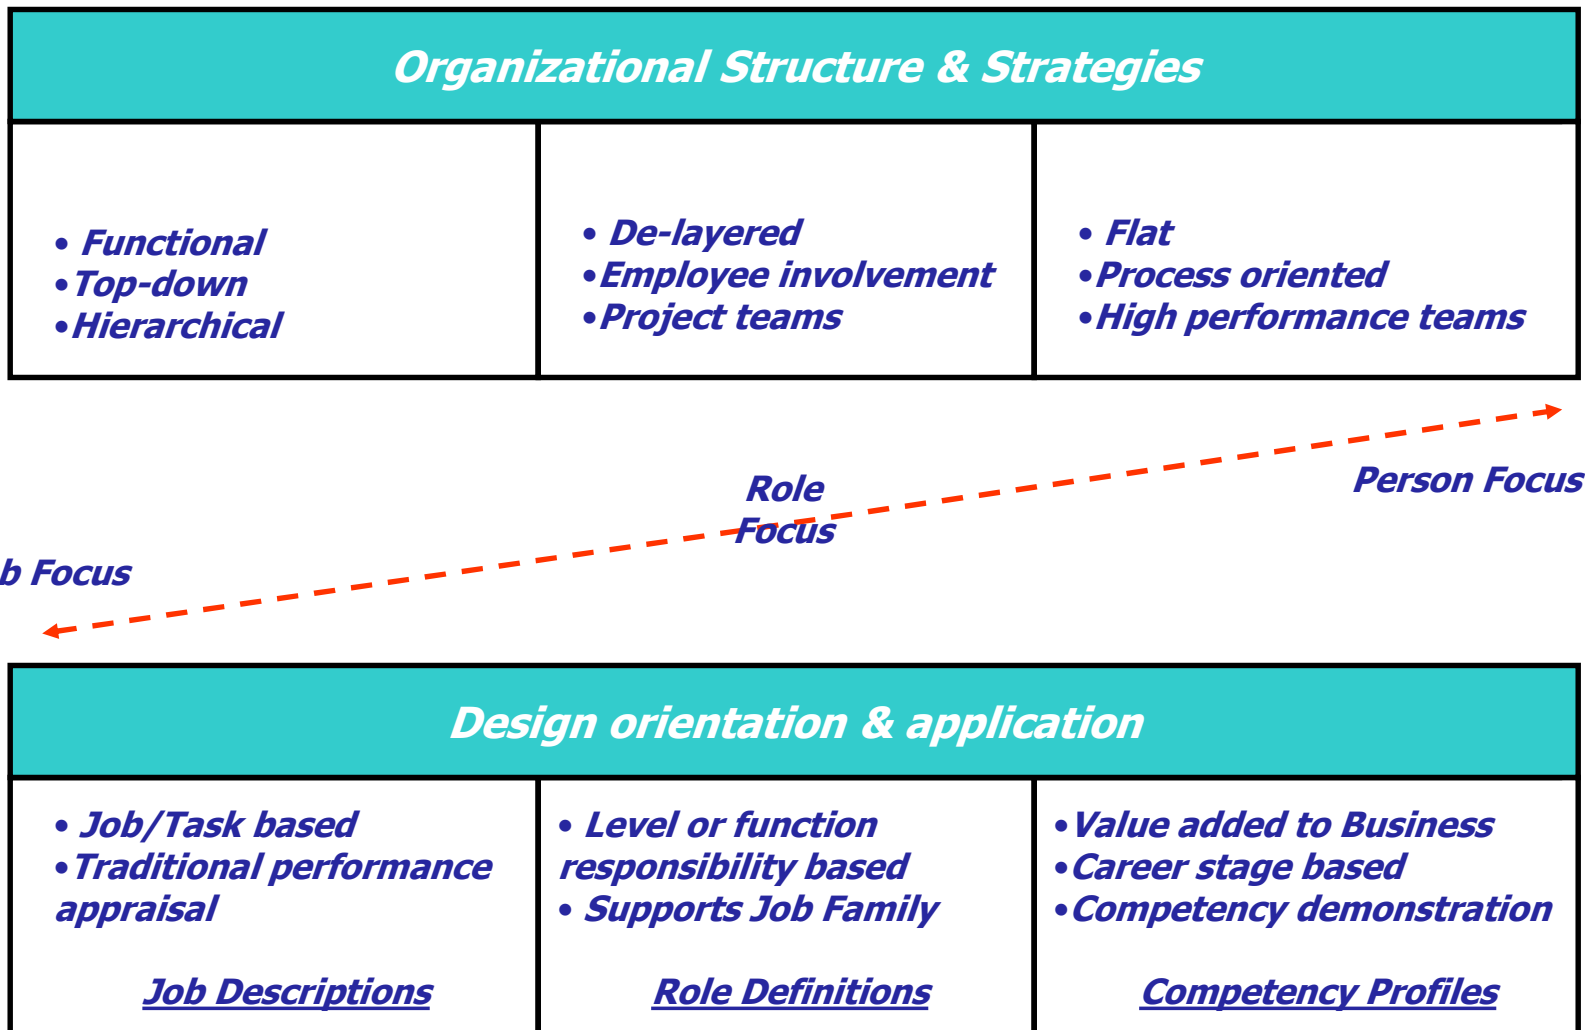 Organizational Structure & Strategies
• Functional
•Top-down
•Hierarchical
• De-layered
•Employee involvement
•Project teams
• Flat
•Process oriented
•High performance teams
Role
Focus
Person Focus
b Focus
Design orientation & application
• Job/Task based
•Traditional performance
appraisal
Job Descriptions
• Level or function
responsibility based
• Supports Job Family
Role Definitions
•Value added to Business
•Career stage based
•Competency demonstration
Competency Profiles